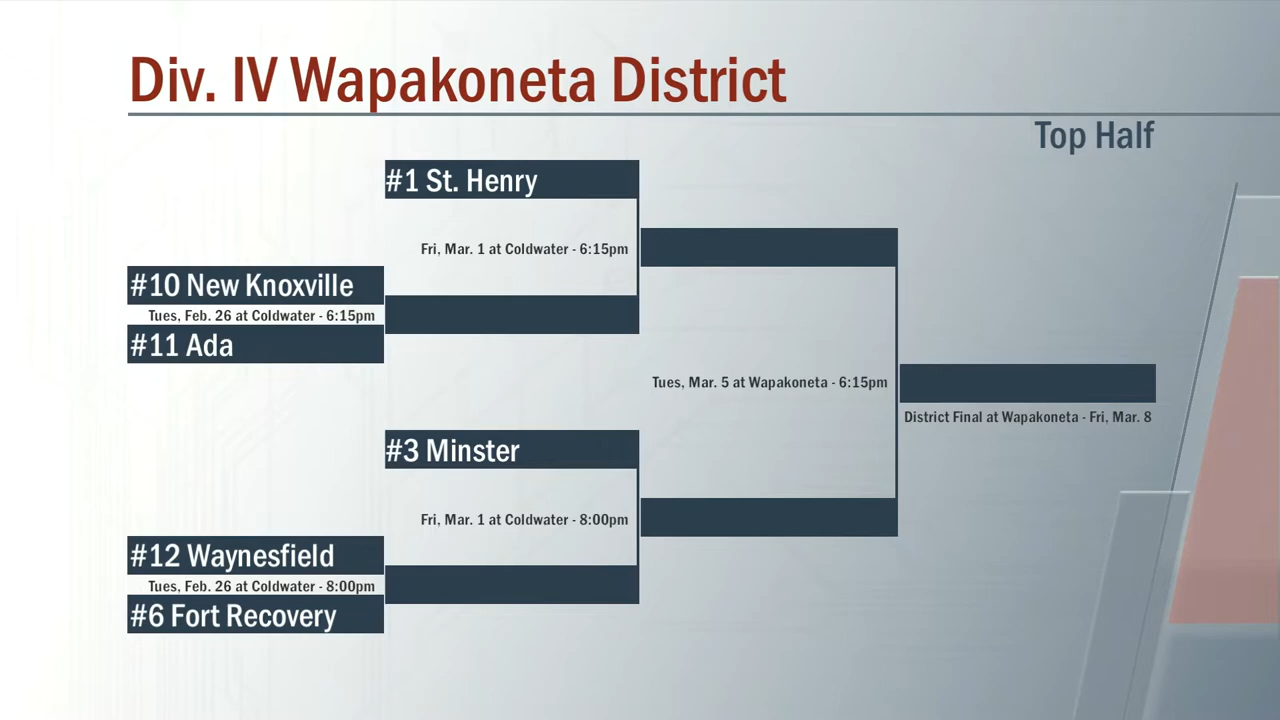 Div. IV Wapakoneta District
Top Half
#1 St. Henry
Fri, Mar. 1 at Coldwater - 6:15pm
#10 New Knoxville
Tues, Feb. 26 at Coldwater - 6:15pm
#11 Ada
Tues, Mar. 5 at Wapakoneta - 6:15pm
District Final at Wapakoneta - Fri, Mar. 8
#3 Minster
Fri, Mar. 1 at Coldwater - 8:00pm
#12 Waynesfield
Tues, Feb. 26 at Coldwater - 8:00pm
#6 Fort Recovery